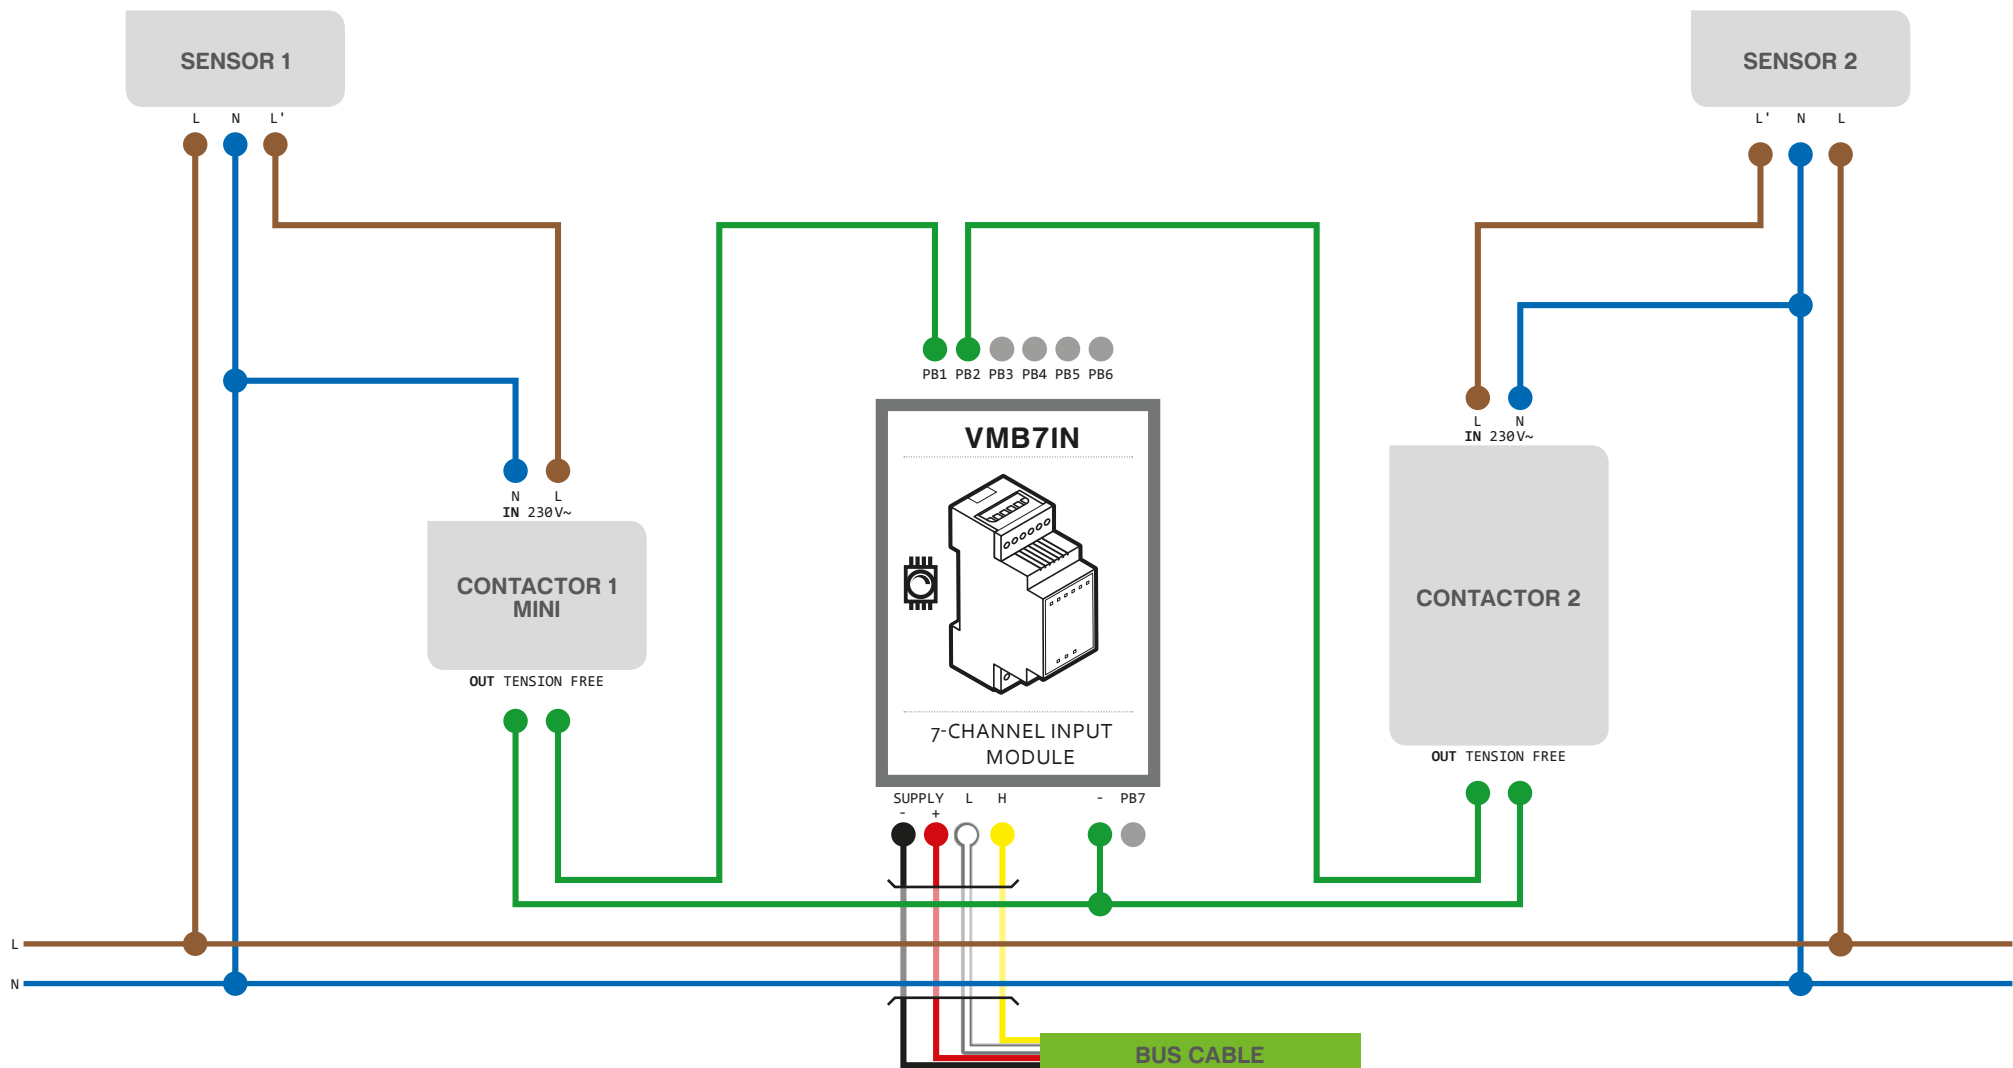 SENSOR 1
SENSOR 2
L N L'
L' N L
PB1 PB2 PB3 PB4 PB5 PB6
VMB7IN
L N
IN 230V~
N L
IN 230V~
CONTACTOR 1
MINI
CONTACTOR 2
OUT TENSION FREE
7-CHANNEL INPUT
MODULE
OUT TENSION FREE
SUPPLY L H - PB7
- +
L
N
BUS CABLE